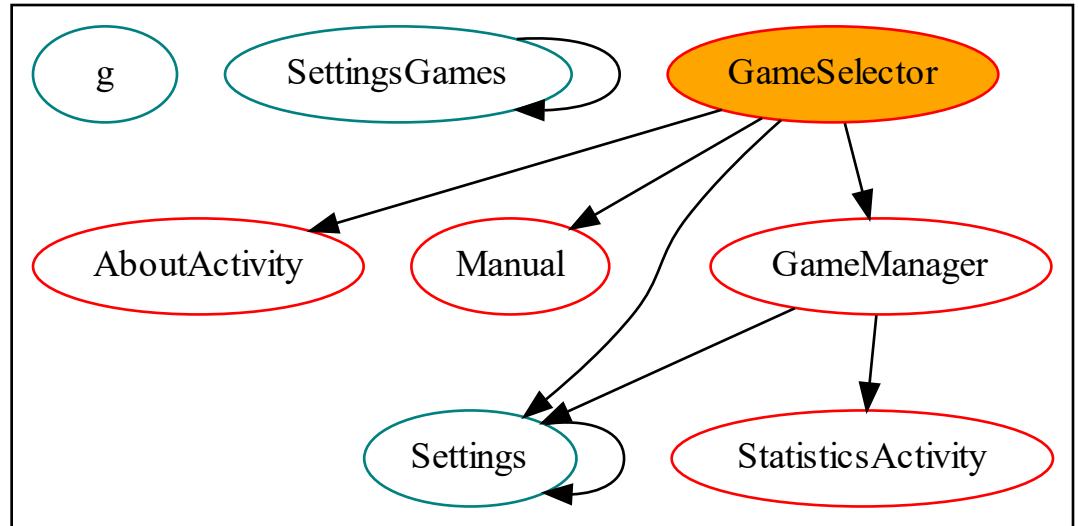 g
SettingsGames
GameSelector
AboutActivity
Manual
GameManager
Settings
StatisticsActivity